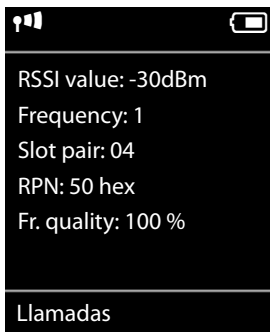 RSSI value: -30dBm
Frequency: 1
Slot pair: 04
RPN: 50 hex
Fr. quality: 100 %
Llamadas